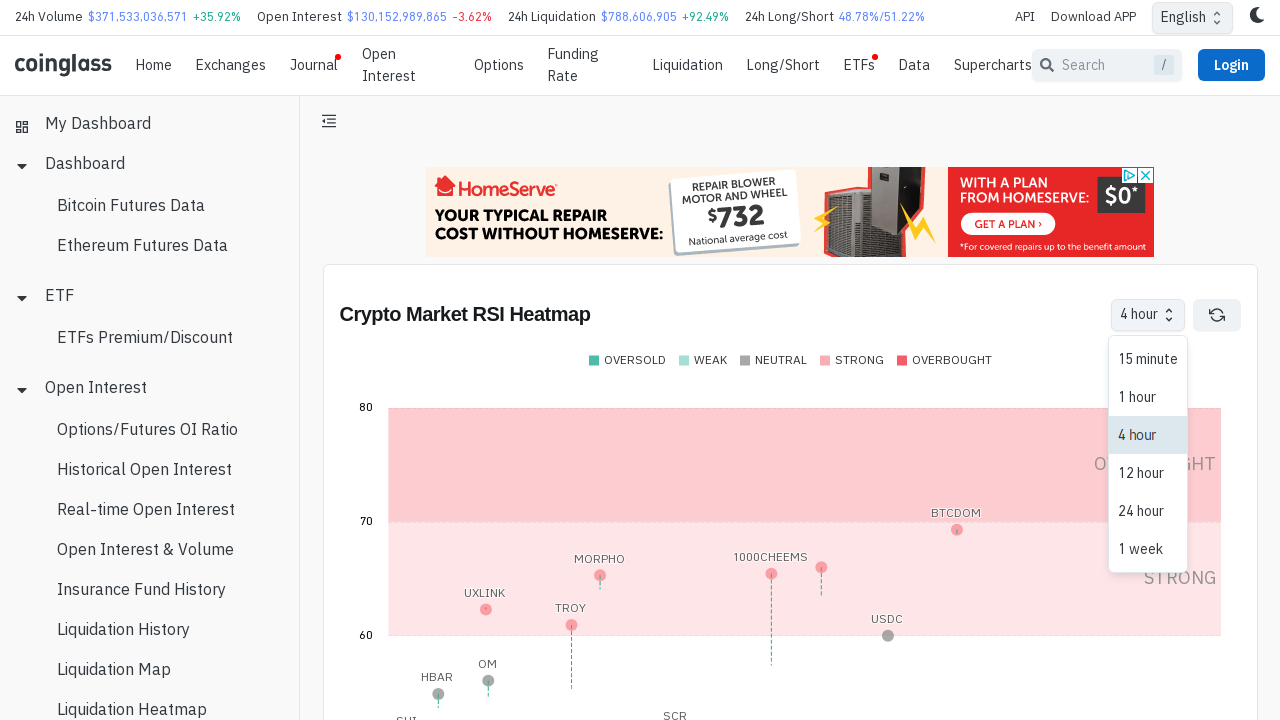 24h Volume $371,533,036,571 +35.92% Open Interest $130,152,989,865 -3.62% 24h Liquidation $788,606,905 +92.49% 24h Long/Short 48.78%/51.22% API Download APP English
coinglass Home Exchanges Journal Open Interest Options Funding Rate Liquidation Long/Short ETFs Data Supercharts Search / Login
My Dashboard
Dashboard
Bitcoin Futures Data
Ethereum Futures Data
ETF
ETFs Premium/Discount
Open Interest
Options/Futures OI Ratio
Historical Open Interest
Real-time Open Interest
Open Interest & Volume
Insurance Fund History
Liquidation History
Liquidation Map
Liquidation Heatmap
HomeServe
YOUR TYPICAL REPAIR
COST WITHOUT HOMESERVE:
REPAIR BLOWER
MOTOR AND WHEEL
$732
National average cost
WITH A PLAN
FROM HOMESERVE:
$0*
GET A PLAN ›
*For covered repairs up to the benefit amount
Crypto Market RSI Heatmap
4 hour
15 minute
1 hour
4 hour
12 hour
24 hour
1 week
OVERSOLD WEAK NEUTRAL STRONG OVERBOUGHT
80
70
BTCDOM
MORPHO
1000CHEEMS
STRONG
UXLINK
TROY
USDC
60
OM
HBAR
SCR